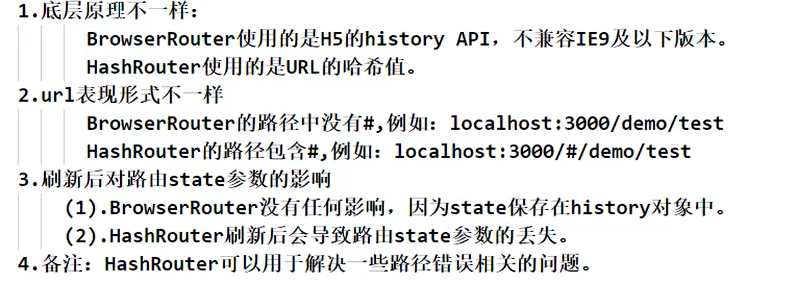 1.底层原理不一样:
BrowserRouter使用的是H5的history API，不兼容IE9及以下版本。
HashRouter使用的是URL的哈希值。
2.url表现形式不一样
BrowserRouter的路径中没有#,例如：localhost:3000/demo/test
HashRouter的路径包含#,例如：localhost:3000/#/demo/test
3.刷新后对路由state参数的影响
(1).BrowserRouter没有任何影响，因为state保存在history对象中。
(2).HashRouter刷新后会导致路由state参数的丢失。
4.备注：HashRouter可以用于解决一些路径错误相关的问题。